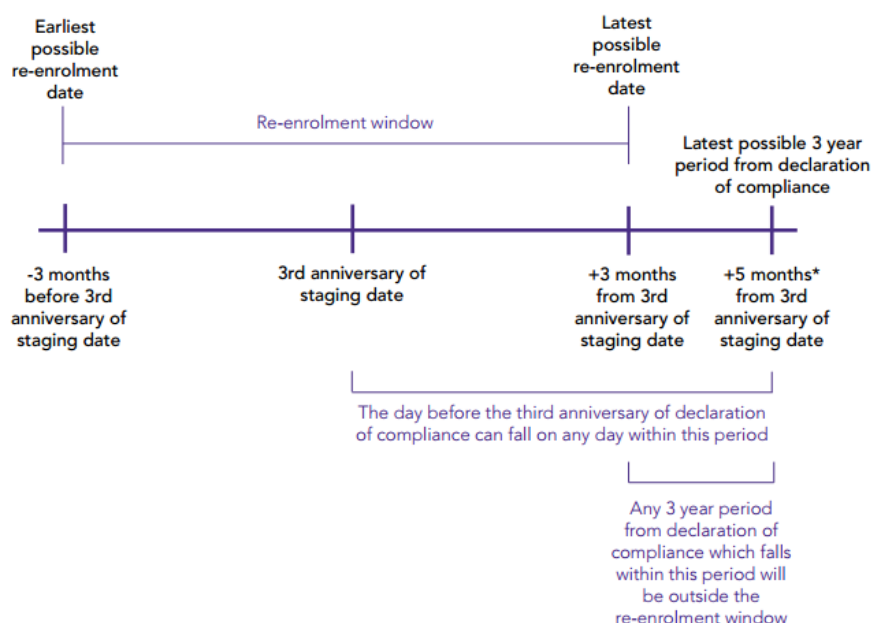 Earliest
possible
re-enrolment
date
Latest
possible
re-enrolment
date
Re-enrolment window
Latest possible 3 year
period from declaration
of compliance
-3 months
before 3rd
anniversary of
staging date
3rd anniversary of
staging date
+3 months
from 3rd
anniversary of
staging date
+5 months*
from 3rd
anniversary of
staging date
The day before the third anniversary of declaration
of compliance can fall on any day within this period
Any 3 year period
from declaration of
compliance which falls
within this period will
be outside the
re-enrolment window